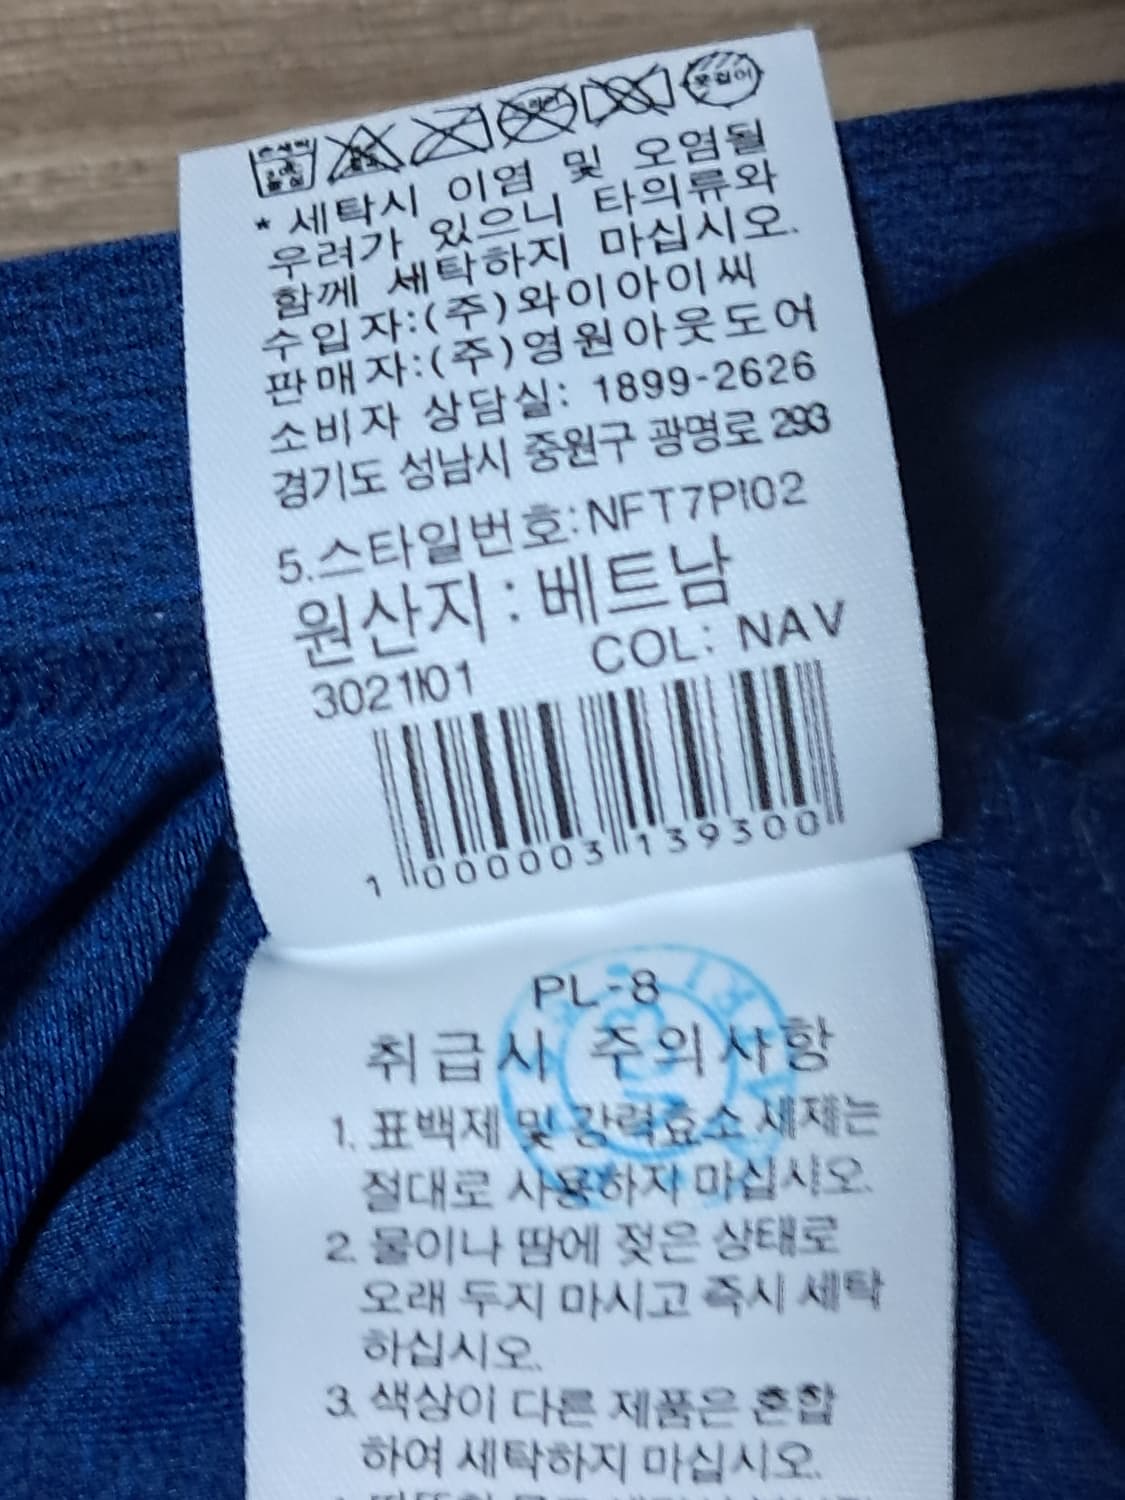 * 세탁시 이염 및 오염될
우려가 있으니 타의류와
함께 세탁하지 마십시오.
수입자:(주)와이아이씨
판매자:(주)영원아웃도어
소비자 상담실: 1899-2626
경기도 성남시 중원구 광명로 293
5.스타일번호:NFT7PI02
원산지 : 베트남
3021I01 COL: NAV
1 000003 139300
PL-8
취급시 주의사항
1. 표백제 및 강력효소 세제는
절대로 사용하지 마십시오.
2. 물이나 땀에 젖은 상태로
오래 두지 마시고 즉시 세탁
하십시오.
3. 색상이 다른 제품은 혼합
하여 세탁하지 마십시오.